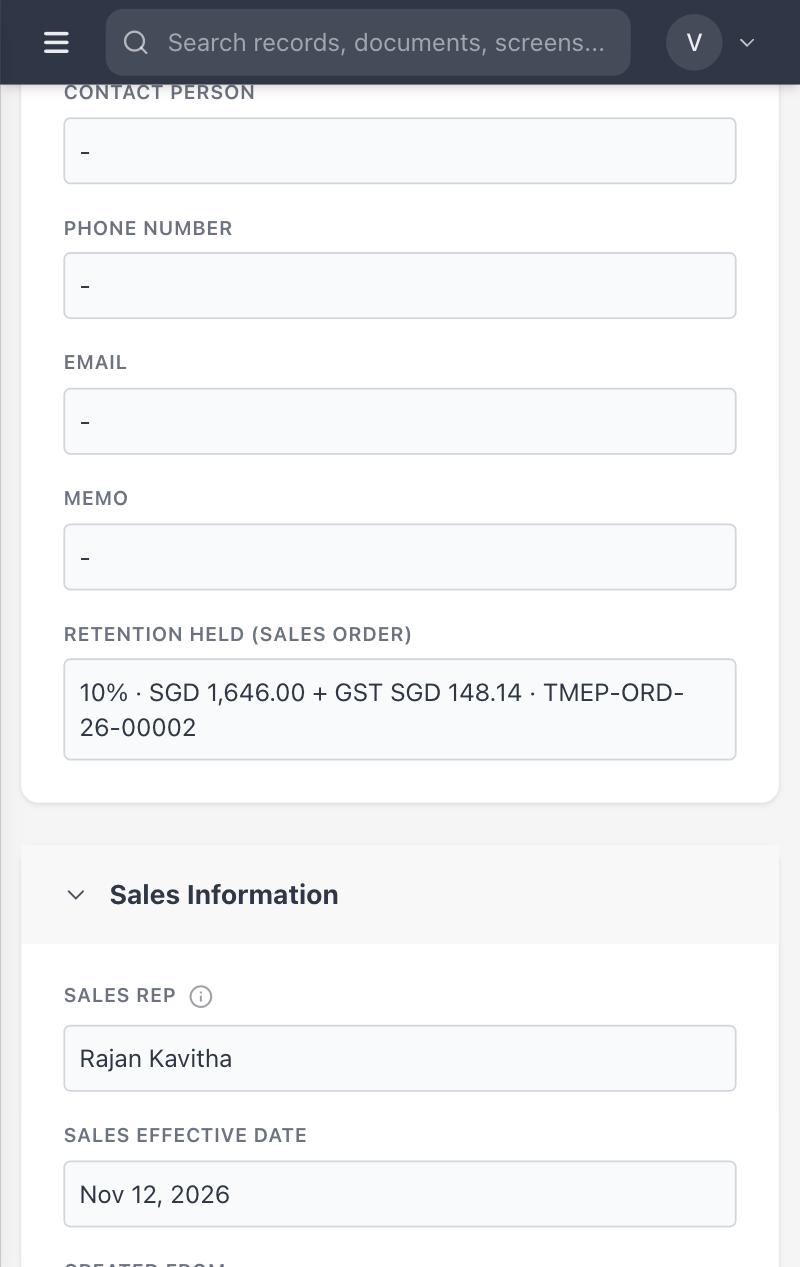 Search records, documents, screens...
V
CONTACT PERSON
-
PHONE NUMBER
-
EMAIL
-
MEMO
-
RETENTION HELD (SALES ORDER)
10% · SGD 1,646.00 + GST SGD 148.14 · TMEP-ORD-
26-00002
Sales Information
SALES REP
Rajan Kavitha
SALES EFFECTIVE DATE
Nov 12, 2026
CREATED FROM